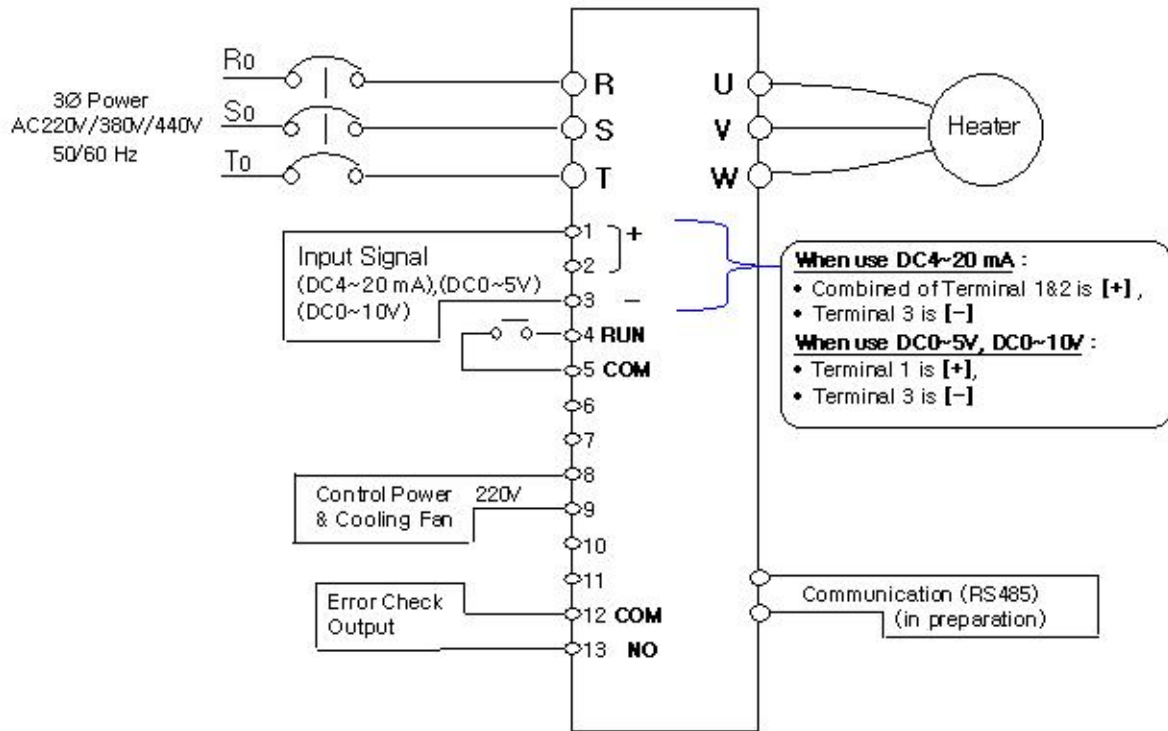 Ro
So
To
3Ø Power
AC220V/380V/440V
50/60 Hz
R
S
T
U
V
W
Heater
1 +
2
3 −
4 RUN
5 COM
6
7
8
9
10
11
12 COM
13 NO
Input Signal
(DC4~20 mA),(DC0~5V)
(DC0~10V)
When use DC4~20 mA :
• Combined of Terminal 1&2 is [+] ,
• Terminal 3 is [−]
When use DC0~5V, DC0~10V :
• Terminal 1 is [+],
• Terminal 3 is [−]
Control Power 220V
& Cooling Fan
Error Check
Output
Communication (RS485)
(in preparation)